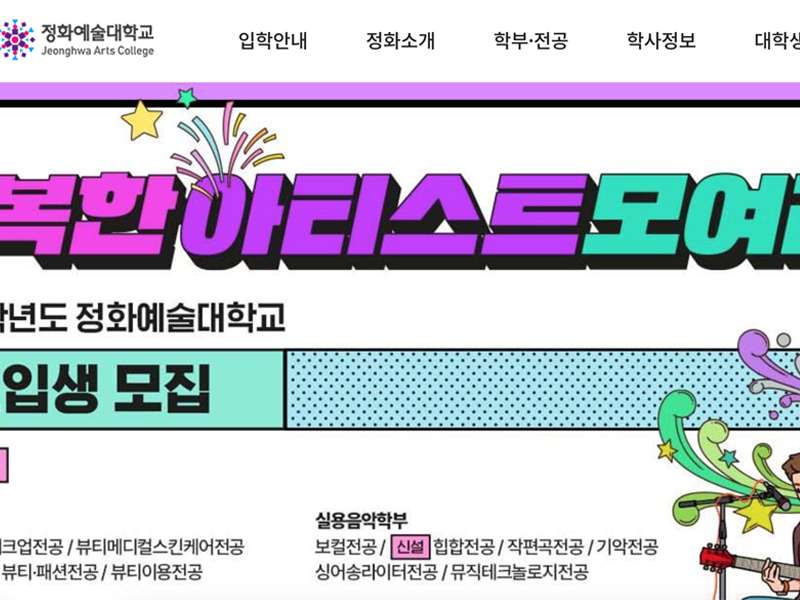 정화예술대학교
Jeonghwa Arts College
입학안내 정화소개 학부·전공 학사정보 대학생
복한 아티스트 모여라
학년도 정화예술대학교
입생 모집
실용음악학부
크업전공 / 뷰티메디컬스킨케어전공
보컬전공 / 신설 힙합전공 / 작편곡전공 / 기악전공
뷰티·패션전공 / 뷰티이용전공
싱어송라이터전공 / 뮤직테크놀로지전공